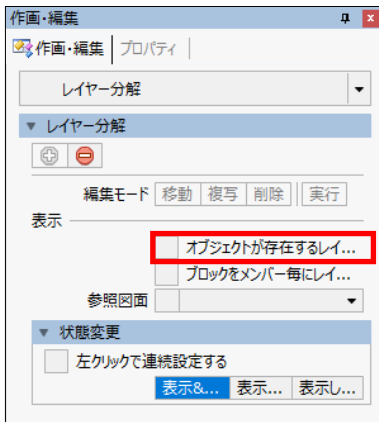 作画・編集
作画・編集 プロパティ
レイヤー分解
レイヤー分解
編集モード 移動 複写 削除 実行
表示
オブジェクトが存在するレイ...
ブロックをメンバー毎にレイ...
参照図面
状態変更
左クリックで連続設定する
表示&... 表示... 表示し...